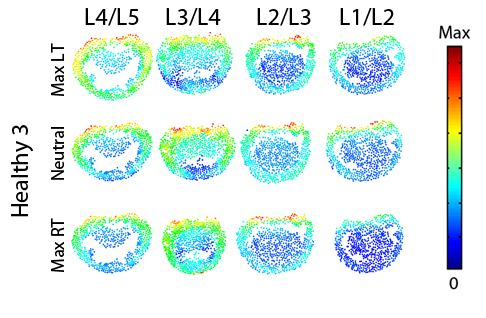 L4/L5 L3/L4 L2/L3 L1/L2
Max
Max LT
Neutral
Healthy 3
Max RT
0